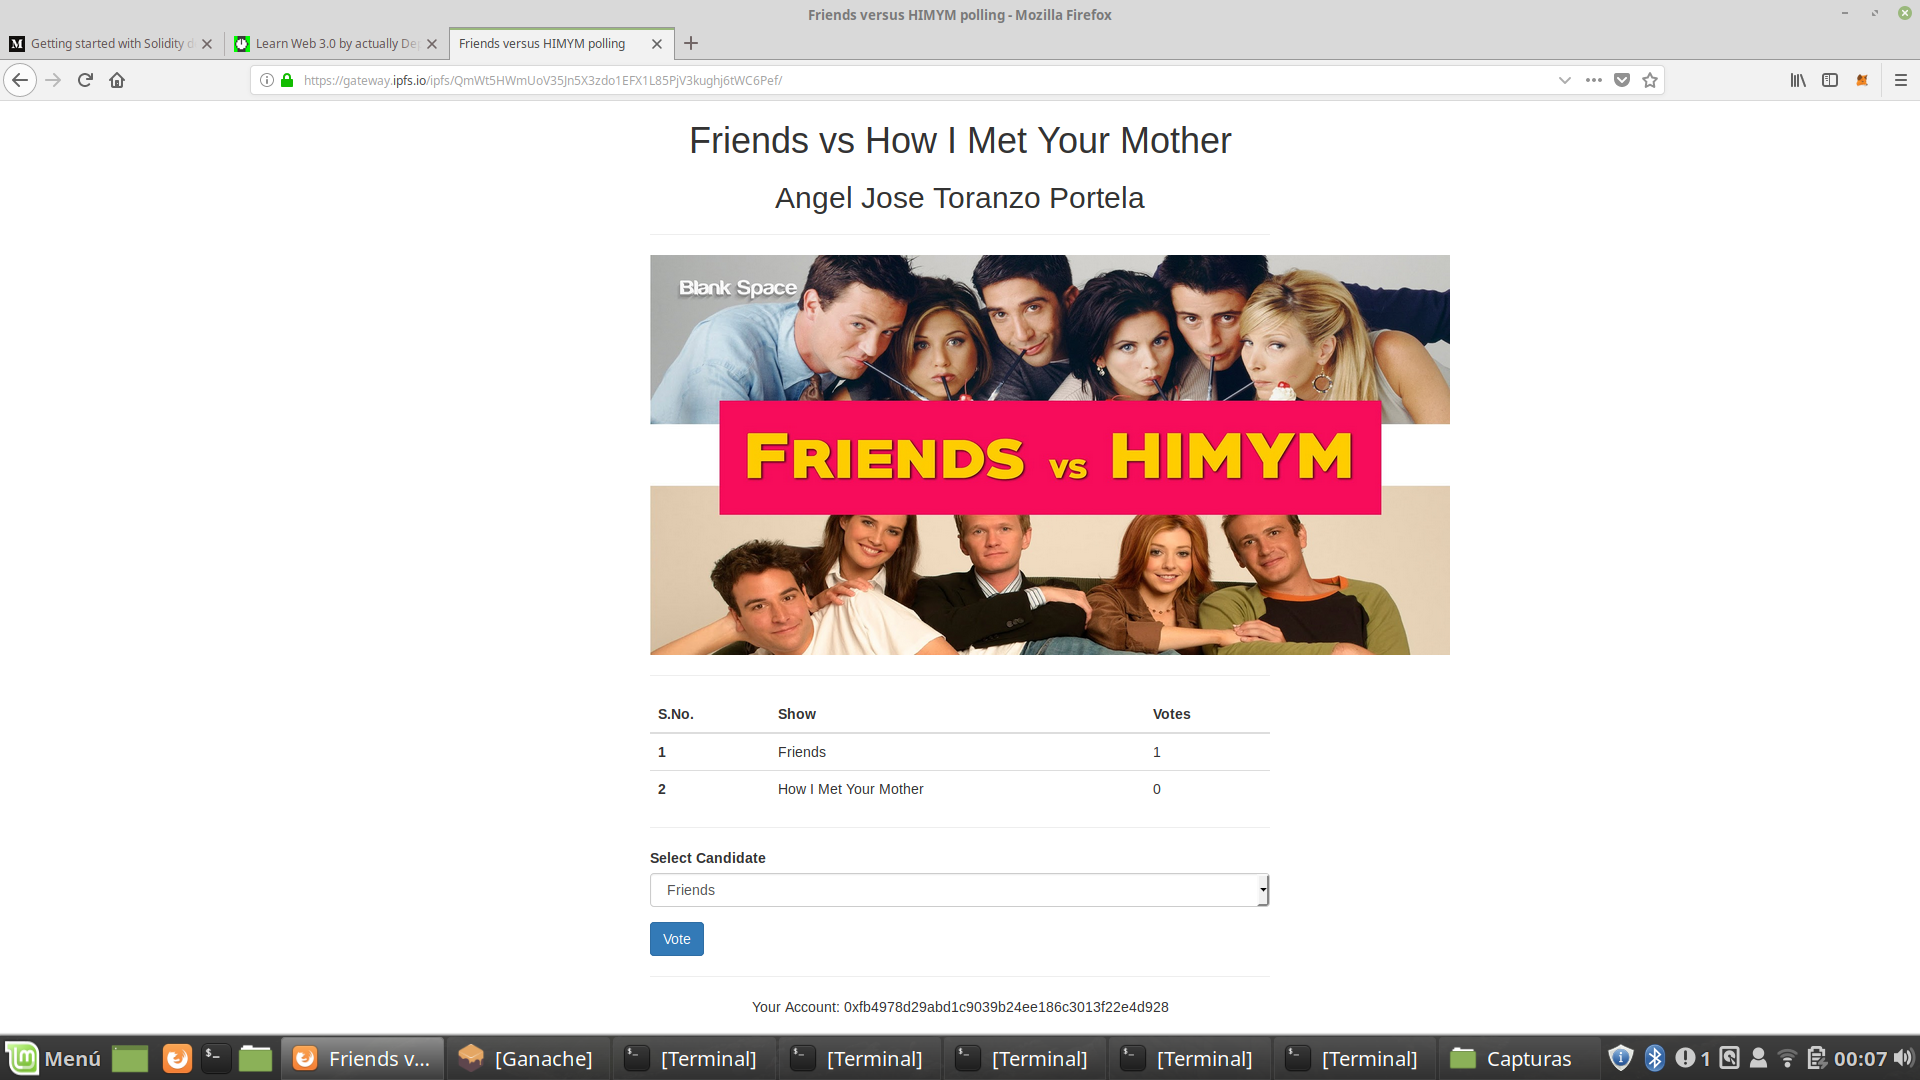 Friends versus HIMYM polling - Mozilla Firefox
Getting started with Solidity d
Learn Web 3.0 by actually De
Friends versus HIMYM polling
https://gateway.ipfs.io/ipfs/QmWt5HWmUoV35Jn5X3zdo1EFX1L85PjV3kughj6tWC6Pef/
Friends vs How I Met Your Mother
Angel Jose Toranzo Portela
Blank Space
FRIENDS VS HIMYM
S.No. Show Votes
1 Friends 1
2 How I Met Your Mother 0
Select Candidate
Friends
Vote
Your Account: 0xfb4978d29abd1c9039b24ee186c3013f22e4d928
Menú Friends v... [Ganache] [Terminal] [Terminal] [Terminal] [Terminal] [Terminal] Capturas 1 00:07